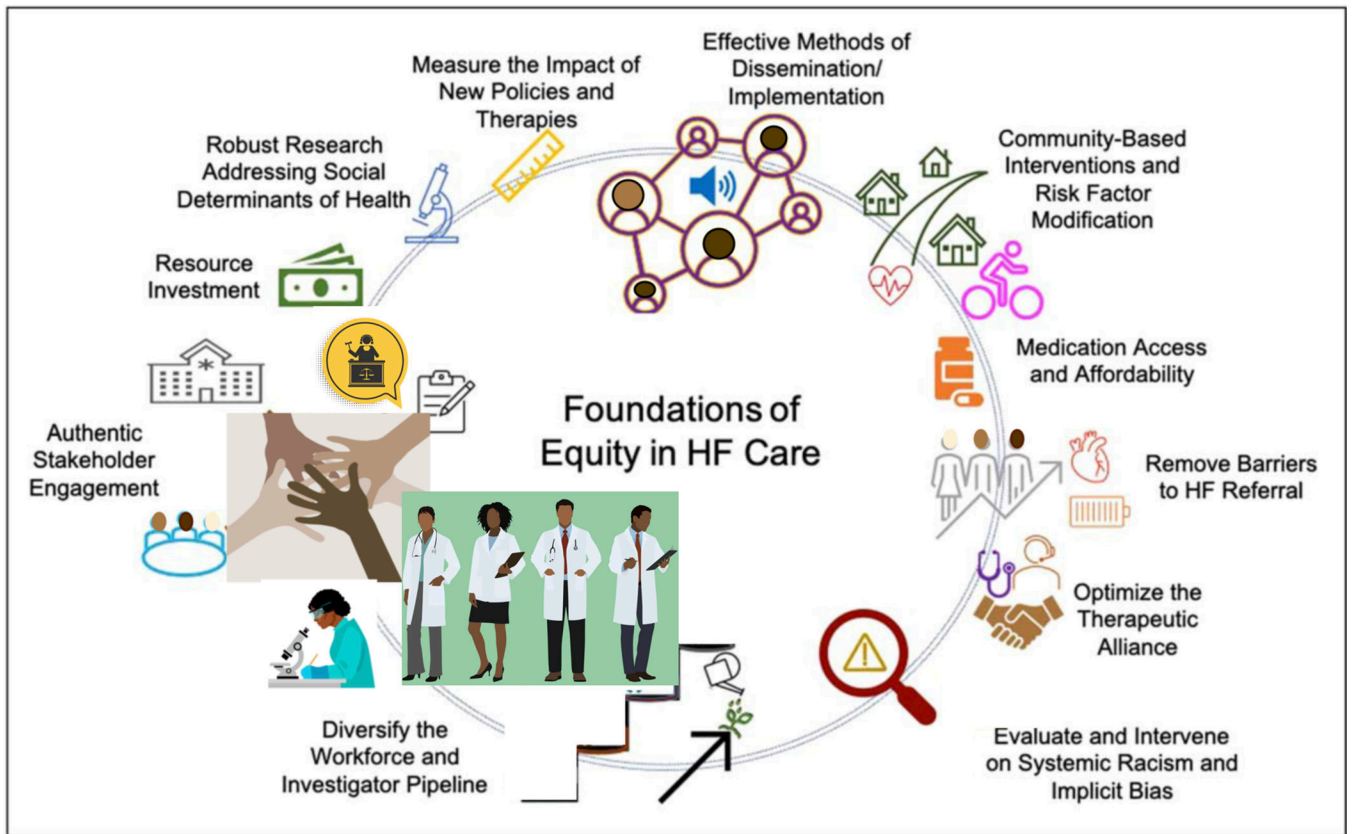 Foundations of
Equity in HF Care
Effective Methods of
Dissemination/
Implementation
Community-Based
Interventions and
Risk Factor
Modification
Medication Access
and Affordability
Remove Barriers
to HF Referral
Optimize the
Therapeutic
Alliance
Evaluate and Intervene
on Systemic Racism and
Implicit Bias
Diversify the
Workforce and
Investigator Pipeline
Authentic
Stakeholder
Engagement
Resource
Investment
Robust Research
Addressing Social
Determinants of Health
Measure the Impact of
New Policies and
Therapies